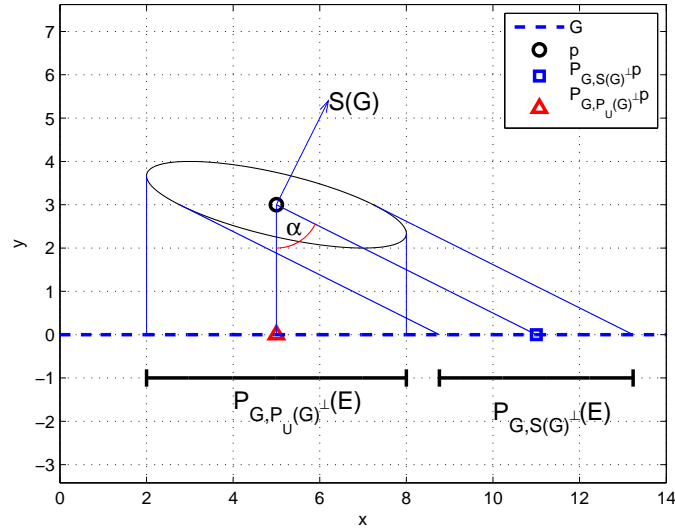 7
6
5
4
3
2
1
0
−1
−2
−3
y
0
2
4
6
8
10
12
14
x
G
p
P_{G,S(G)^⊥}p
P_{G,P_U(G)^⊥}p
S(G)
α
P_{G,P_U(G)^⊥}(E)
P_{G,S(G)^⊥}(E)